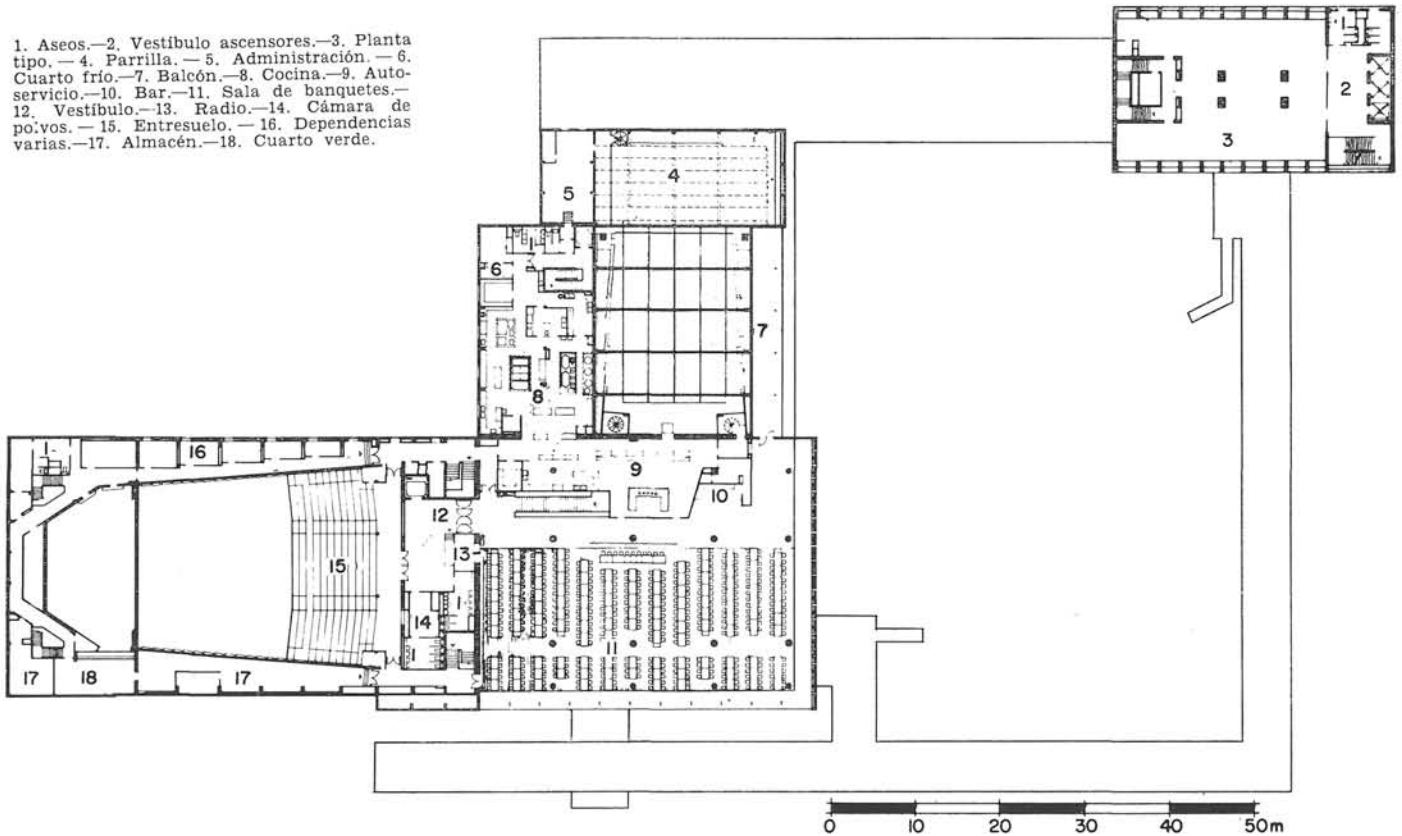 1. Aseos.—2. Vestíbulo ascensores.—3. Planta
tipo. — 4. Parrilla. — 5. Administración. — 6.
Cuarto frío.—7. Balcón.—8. Cocina.—9. Auto-
servicio.—10. Bar.—11. Sala de banquetes.—
12. Vestíbulo.—13. Radio.—14. Cámara de
polvos. — 15. Entresuelo. — 16. Dependencias
varias.—17. Almacén.—18. Cuarto verde.
1
2
3
4
5
1
6
7
8
1
16
9
10
12
13
15
1
14
1
11
17
18
17
0 10 20 30 40 50m